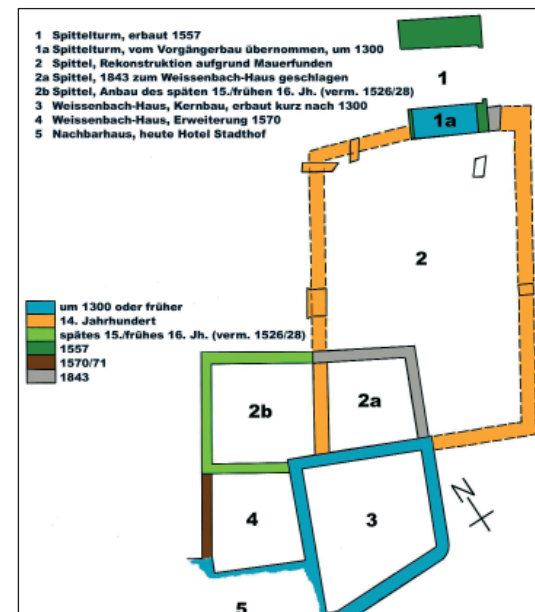 1 Spittelturm, erbaut 1557
1a Spittelturm, vom Vorgängerbau übernommen, um 1300
2 Spittel, Rekonstruktion aufgrund Mauerfunden
2a Spittel, 1843 zum Weissenbach-Haus geschlagen
2b Spittel, Anbau des späten 15./frühen 16. Jh. (verm. 1526/28)
3 Weissenbach-Haus, Kernbau, erbaut kurz nach 1300
4 Weissenbach-Haus, Erweiterung 1570
5 Nachbarhaus, heute Hotel Stadthof
1
1a
2
um 1300 oder früher
14. Jahrhundert
spätes 15./frühes 16. Jh. (verm. 1526/28)
1557
1570/71
1843
2b
2a
N
4
3
5